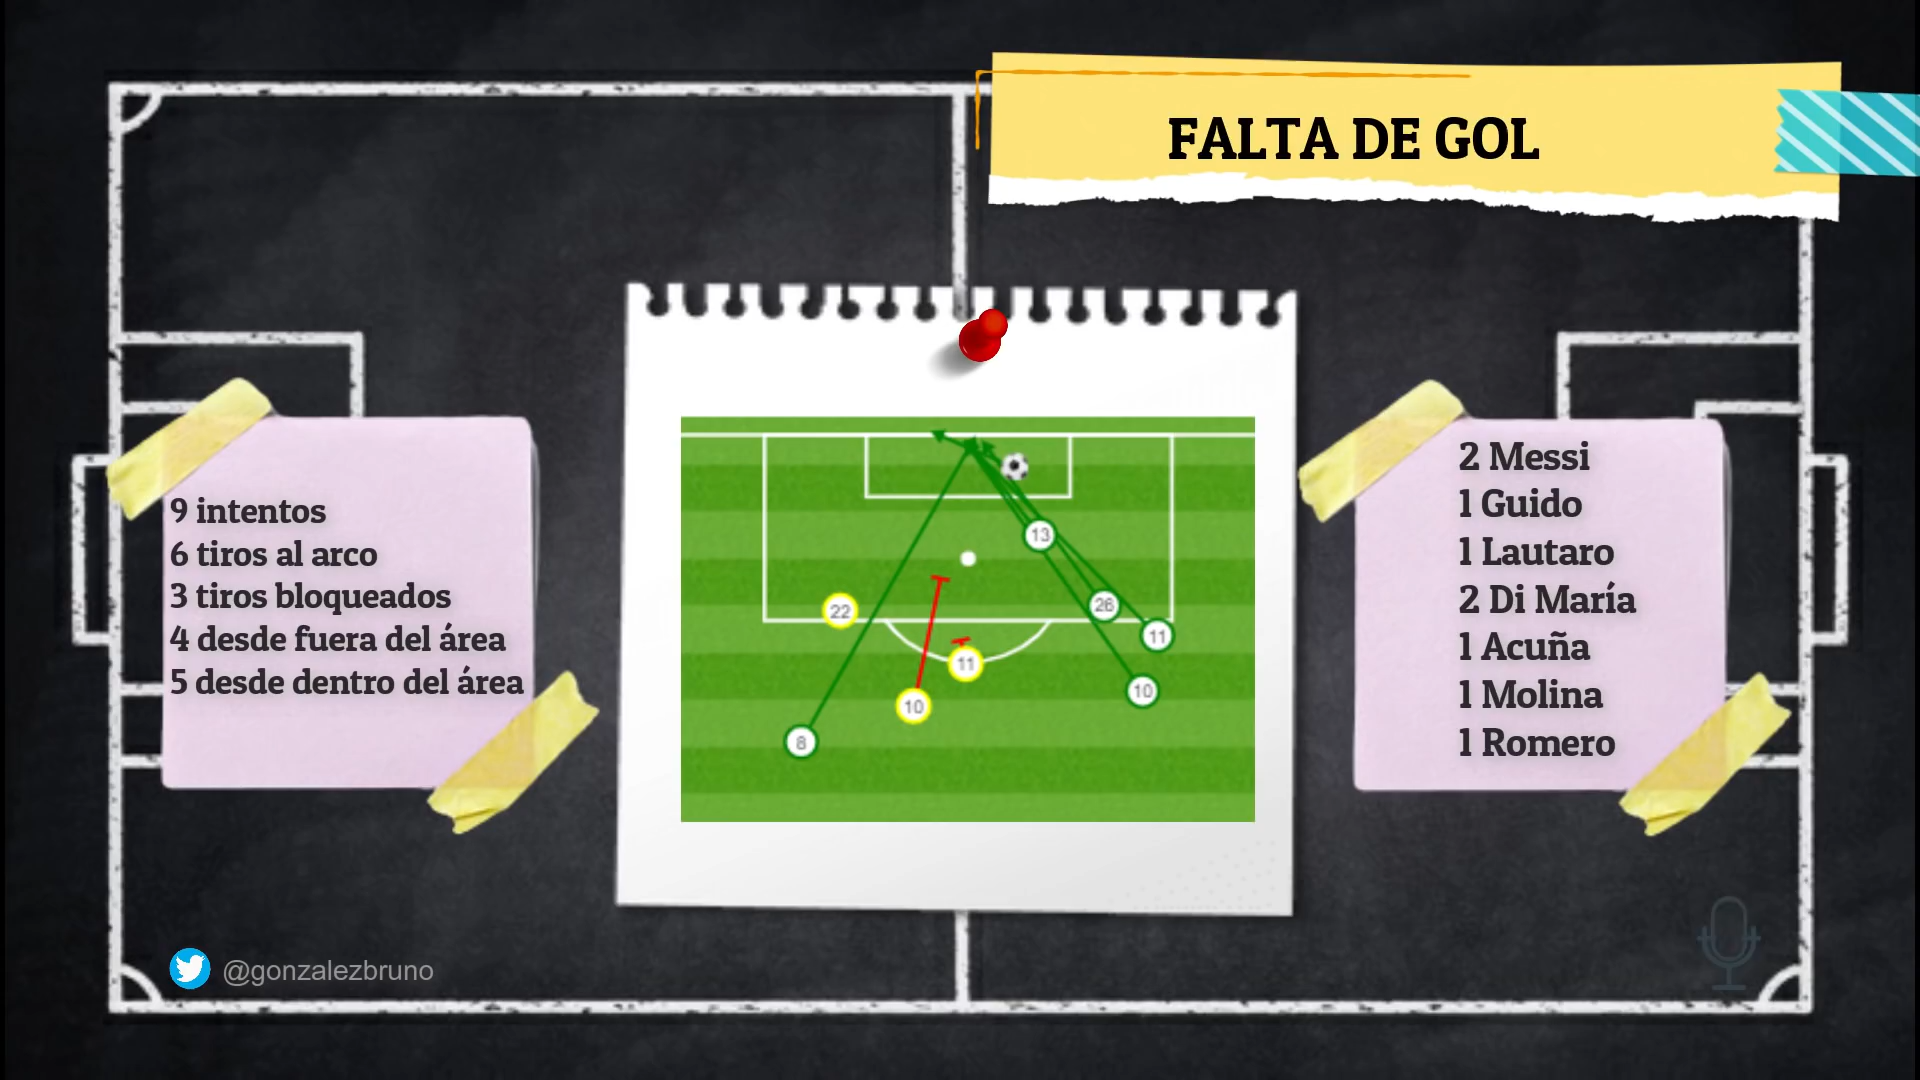 FALTA DE GOL
9 intentos
6 tiros al arco
3 tiros bloqueados
4 desde fuera del área
5 desde dentro del área
13
22
26
11
11
10
10
8
2 Messi
1 Guido
1 Lautaro
2 Di María
1 Acuña
1 Molina
1 Romero
@gonzalezbruno